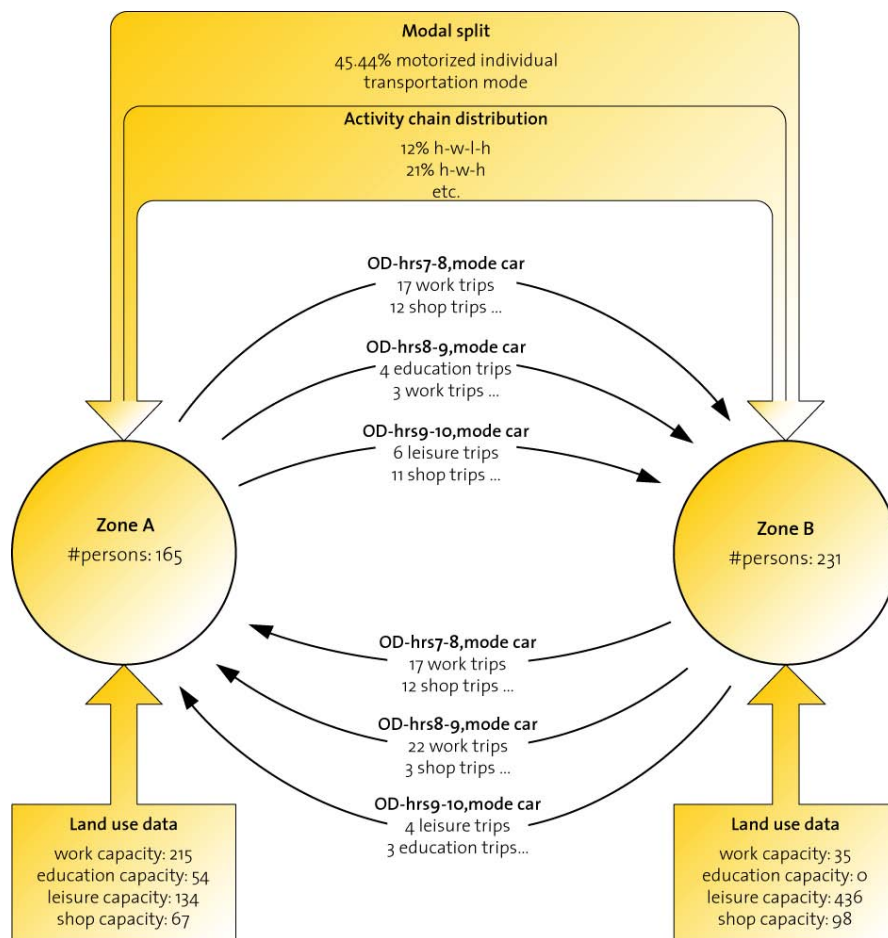 Modal split
45.44% motorized individual
transportation mode
Activity chain distribution
12% h-w-l-h
21% h-w-h
etc.
OD-hrs7-8,mode car
17 work trips
12 shop trips ...
OD-hrs8-9,mode car
4 education trips
3 work trips ...
OD-hrs9-10,mode car
6 leisure trips
11 shop trips ...
Zone A
#persons: 165
Zone B
#persons: 231
OD-hrs7-8,mode car
17 work trips
12 shop trips ...
OD-hrs8-9,mode car
22 work trips
3 shop trips ...
OD-hrs9-10,mode car
4 leisure trips
3 education trips...
Land use data
work capacity: 215
education capacity: 54
leisure capacity: 134
shop capacity: 67
Land use data
work capacity: 35
education capacity: 0
leisure capacity: 436
shop capacity: 98